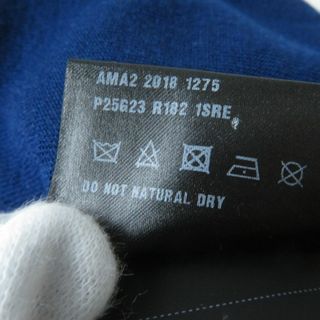 AMA2 2018 1275
P25G23 R182 1SRE
DO NOT NATURAL DRY